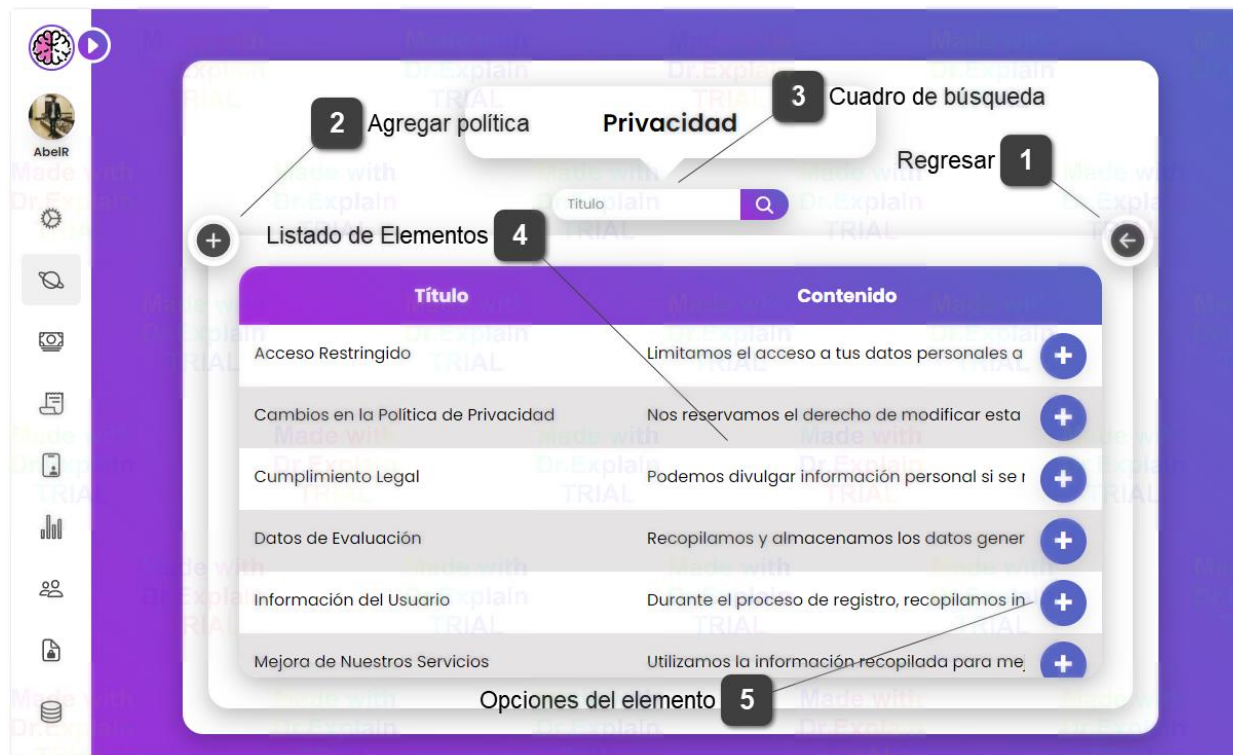 AbelR
2 Agregar política
Privacidad
3 Cuadro de búsqueda
Regresar 1
Titulo
Listado de Elementos 4
Título Contenido
Acceso Restringido Limitamos el acceso a tus datos personales a
Cambios en la Política de Privacidad Nos reservamos el derecho de modificar esta
Cumplimiento Legal Podemos divulgar información personal si se r
Datos de Evaluación Recopilamos y almacenamos los datos gener
Información del Usuario Durante el proceso de registro, recopilamos in
Mejora de Nuestros Servicios Utilizamos la información recopilada para mej
Opciones del elemento 5
Made with
Dr.Explain
TRIAL